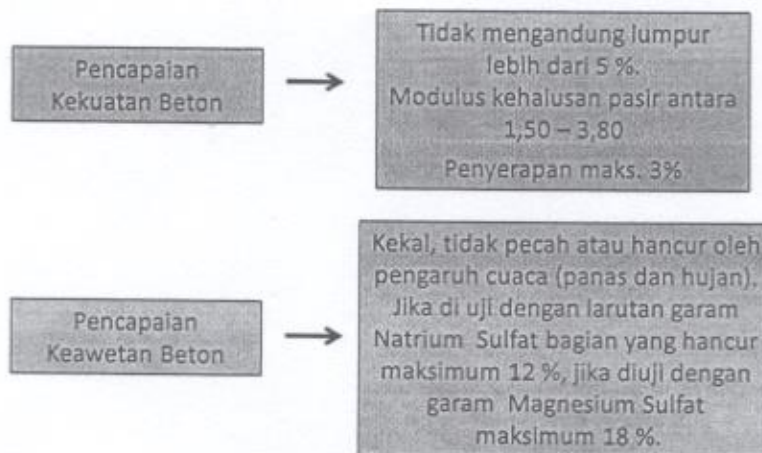 Pencapaian
Kekuatan Beton
Tidak mengandung lumpur
lebih dari 5 %.
Modulus kehalusan pasir antara
1,50 – 3,80
Penyerapan maks. 3%
Pencapaian
Keawetan Beton
Kekal, tidak pecah atau hancur oleh
pengaruh cuaca (panas dan hujan).
Jika di uji dengan larutan garam
Natrium Sulfat bagian yang hancur
maksimum 12 %, jika diuji dengan
garam Magnesium Sulfat
maksimum 18 %.